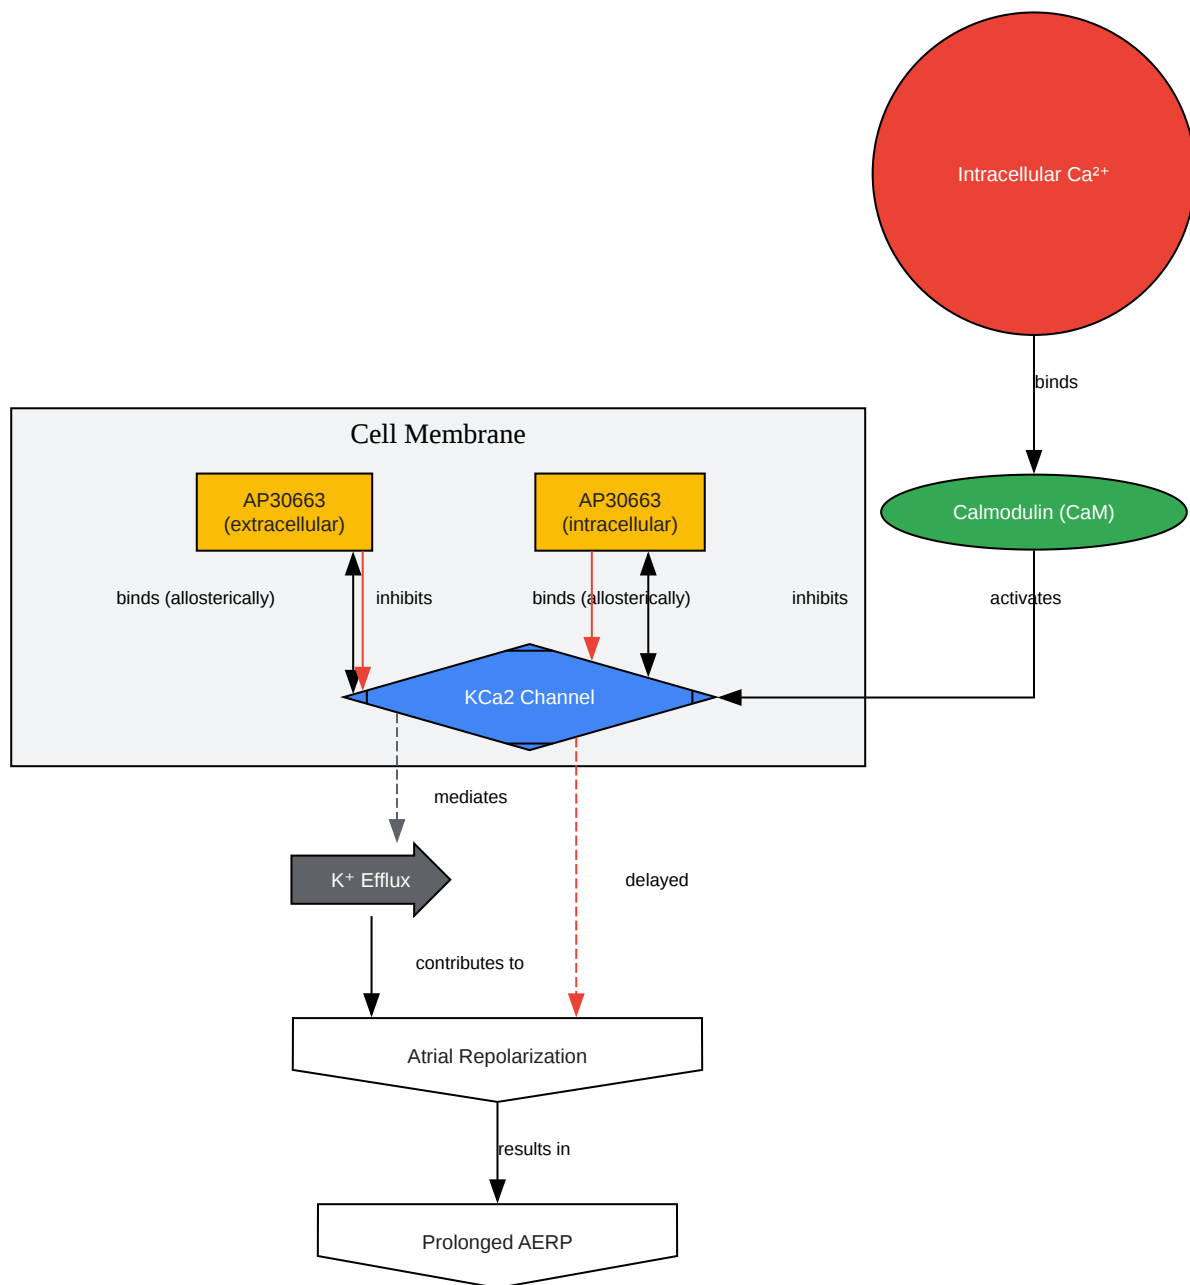 Intracellular Ca²⁺
binds
Cell Membrane
AP30663
(extracellular)
AP30663
(intracellular)
Calmodulin (CaM)
binds (allosterically)
inhibits
binds (allosterically)
inhibits
activates
KCa2 Channel
mediates
K⁺ Efflux
delayed
contributes to
Atrial Repolarization
results in
Prolonged AERP